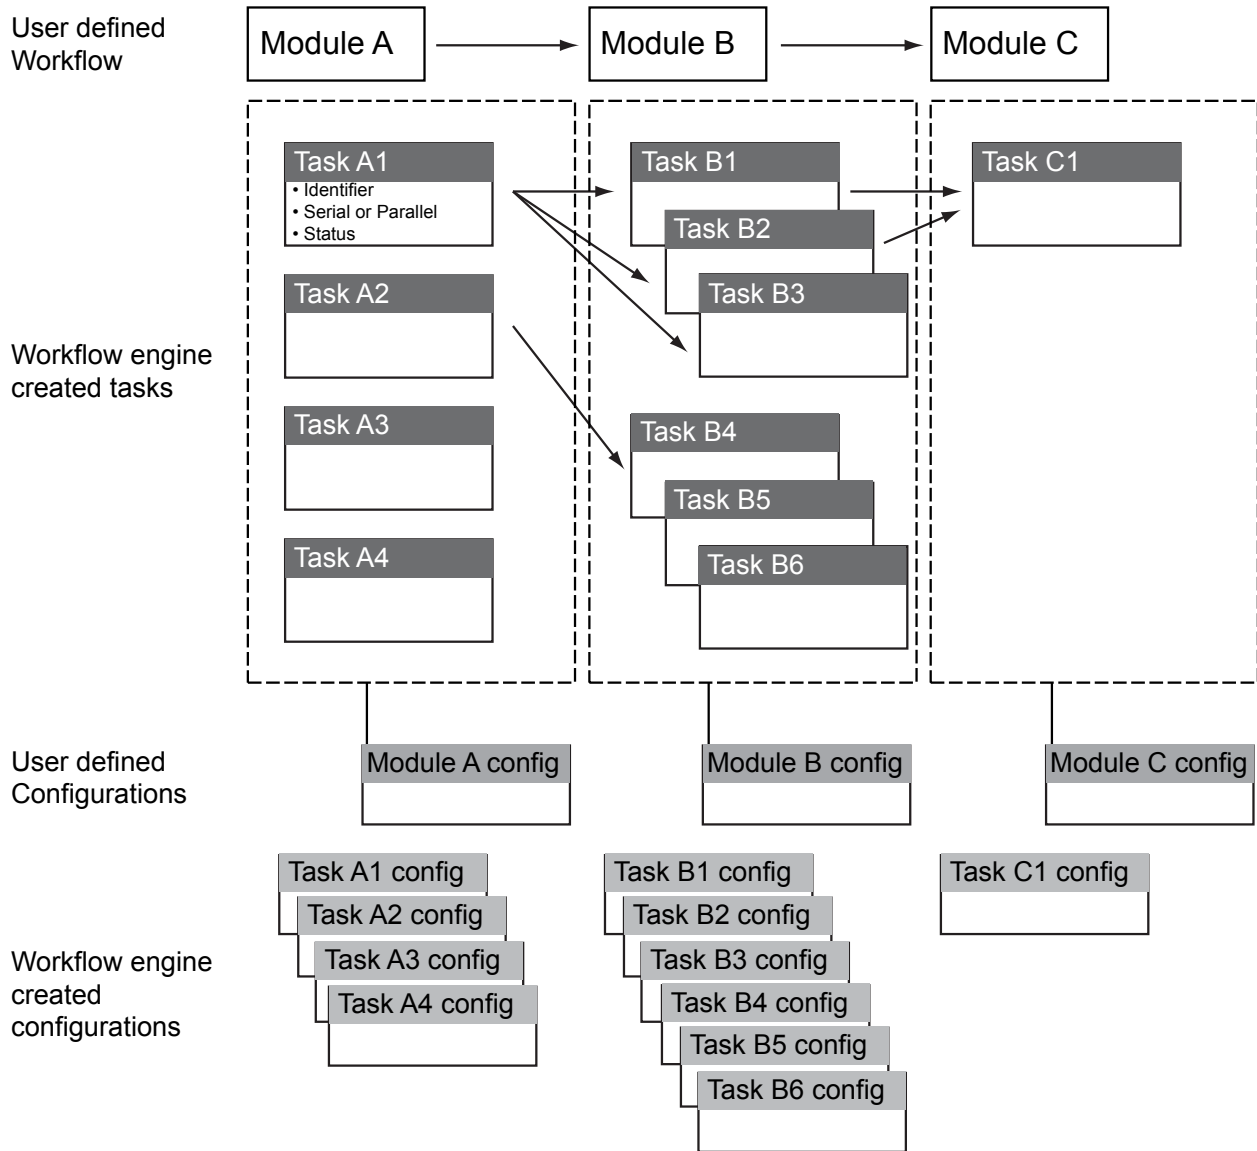 User defined
Workflow
Module A
Module B
Module C
Workflow engine
created tasks
Task A1
• Identifier
• Serial or Parallel
• Status
Task A2
Task A3
Task A4
Task B1
Task B2
Task B3
Task B4
Task B5
Task B6
Task C1
User defined
Configurations
Module A config
Module B config
Module C config
Workflow engine
created
configurations
Task A1 config
Task A2 config
Task A3 config
Task A4 config
Task B1 config
Task B2 config
Task B3 config
Task B4 config
Task B5 config
Task B6 config
Task C1 config